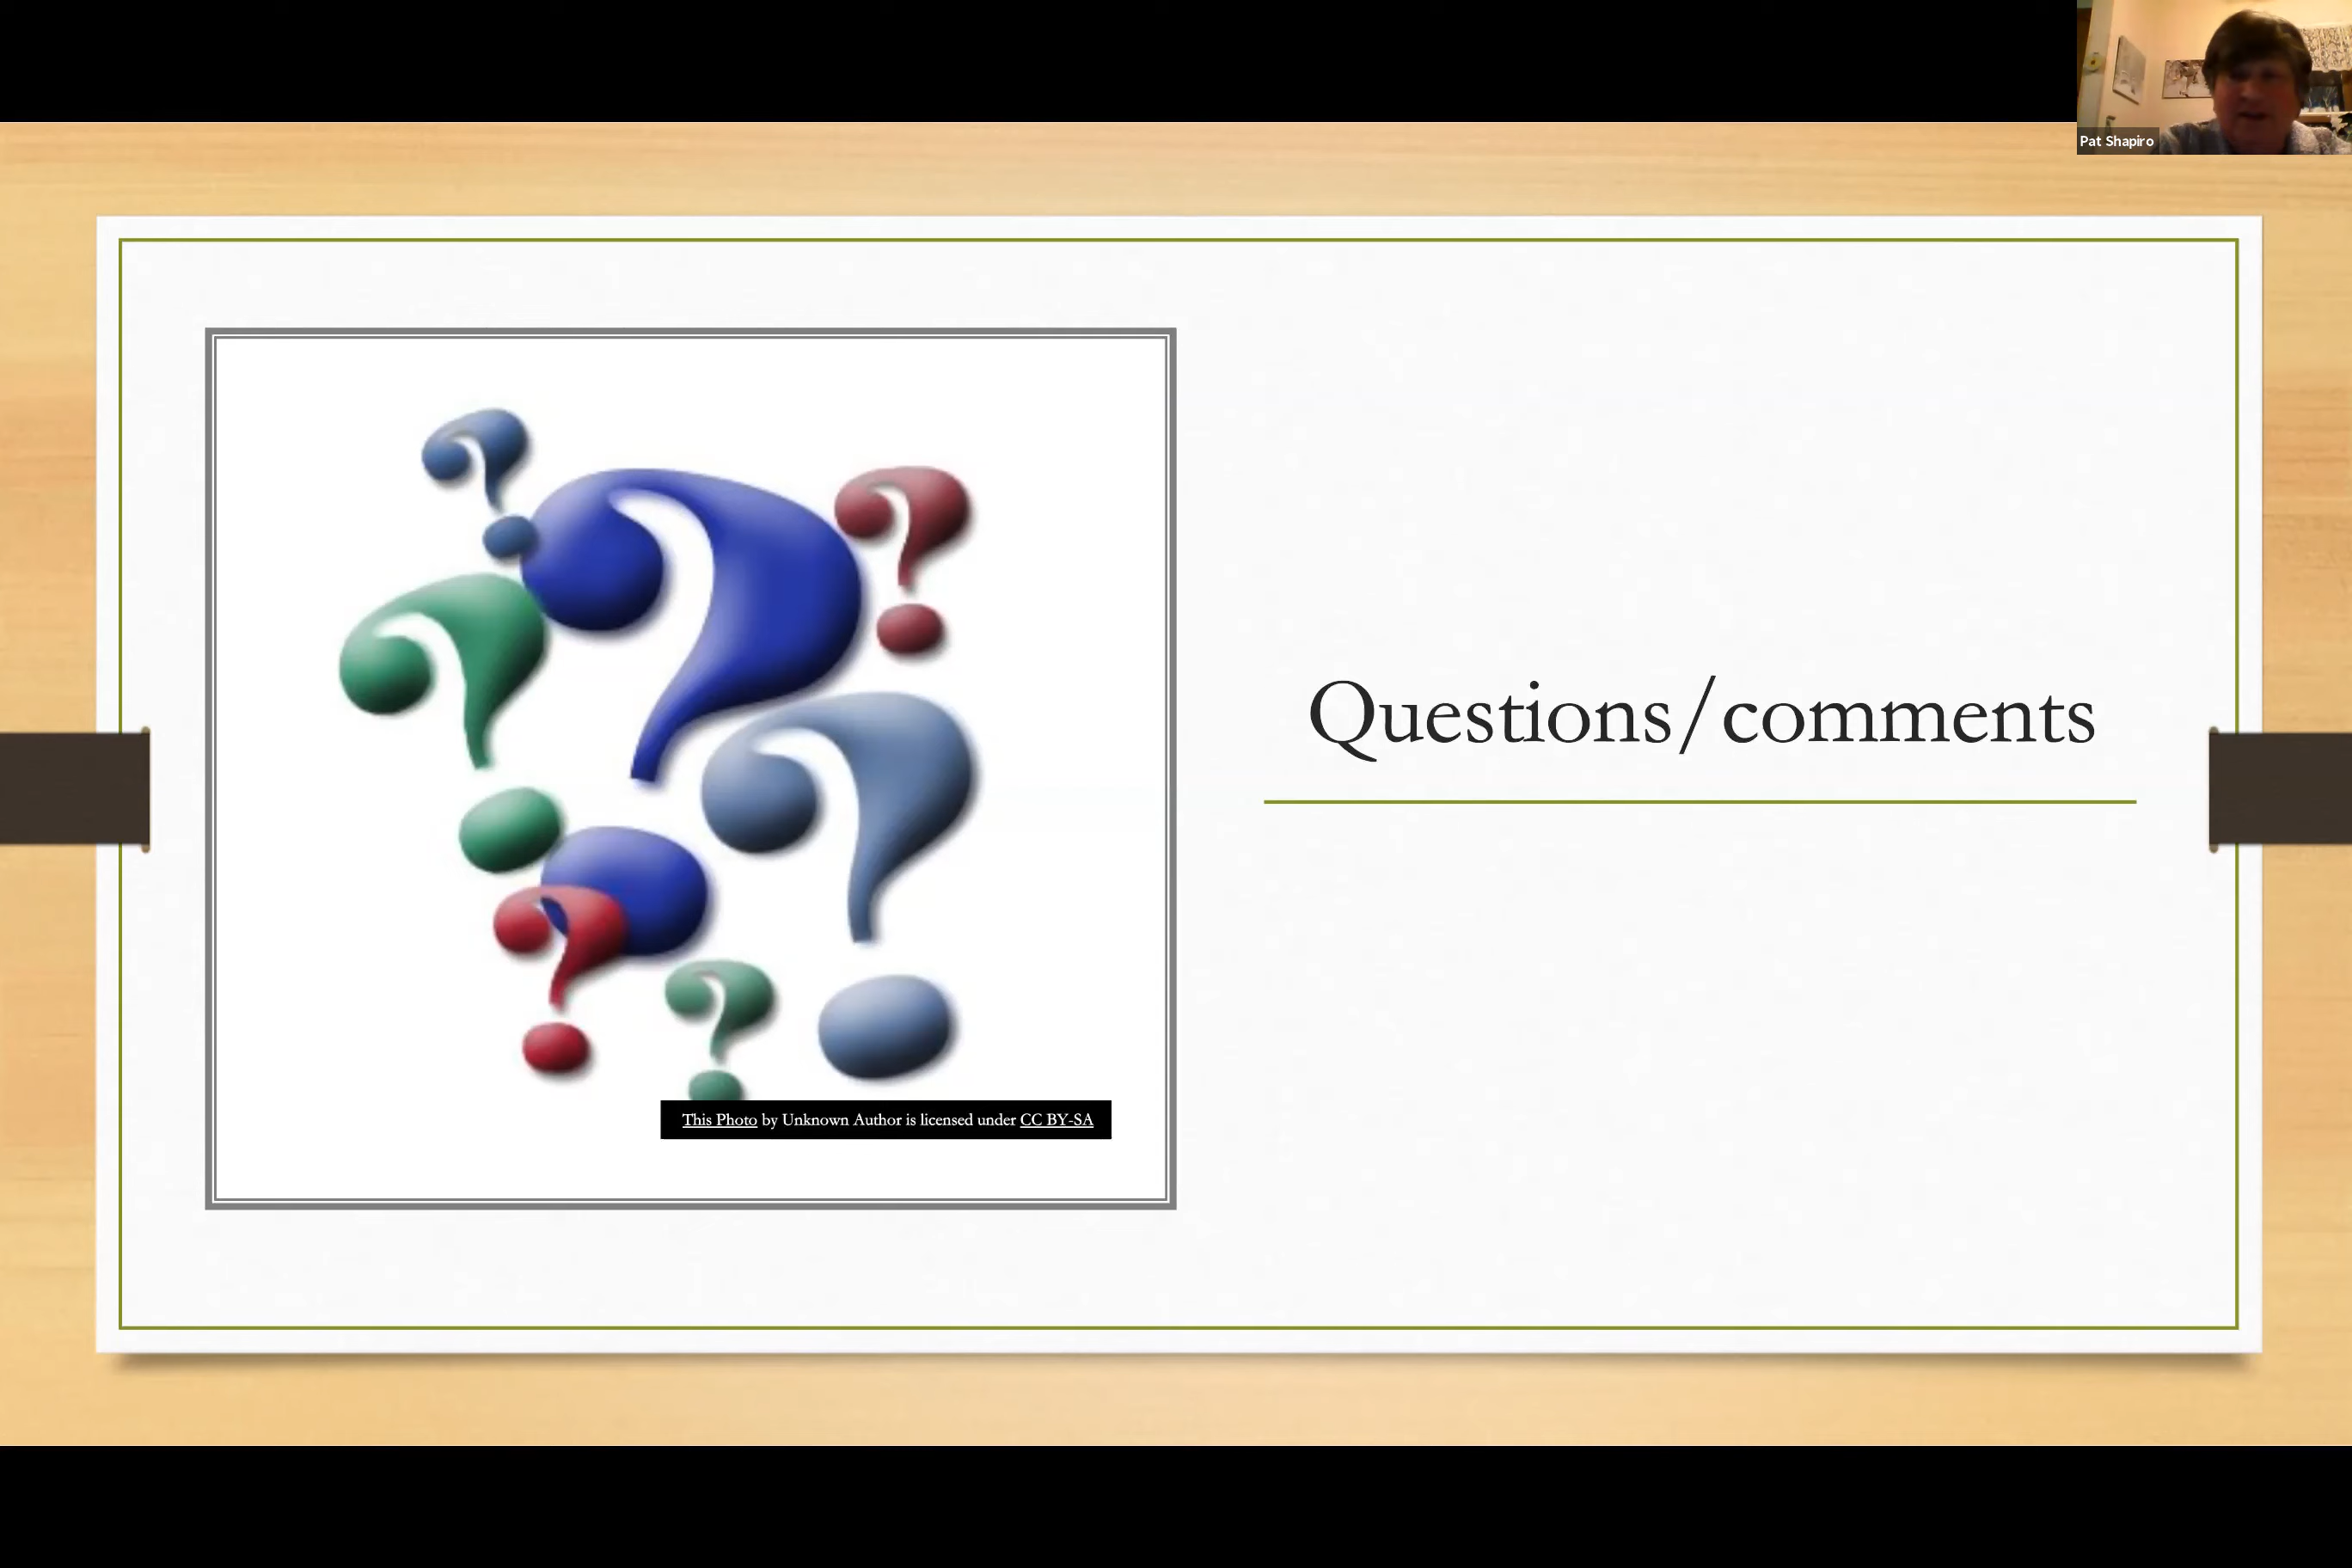 Pat Shapiro
Questions/comments
This Photo by Unknown Author is licensed under CC BY-SA